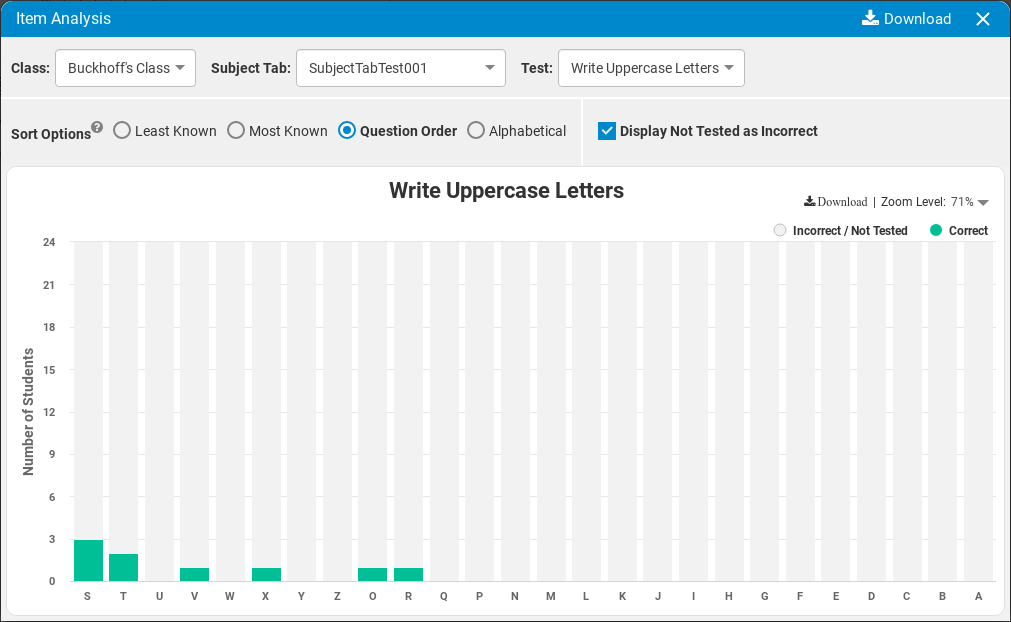 Item Analysis Download
Class: Buckhoff's Class Subject Tab: SubjectTabTest001 Test: Write Uppercase Letters
Sort Options ? Least Known Most Known Question Order Alphabetical Display Not Tested as Incorrect
Write Uppercase Letters
Download | Zoom Level: 71%
Incorrect / Not Tested Correct
24
21
18
15
12
9
6
3
0
Number of Students
S T U V W X Y Z O R Q P N M L K J I H G F E D C B A